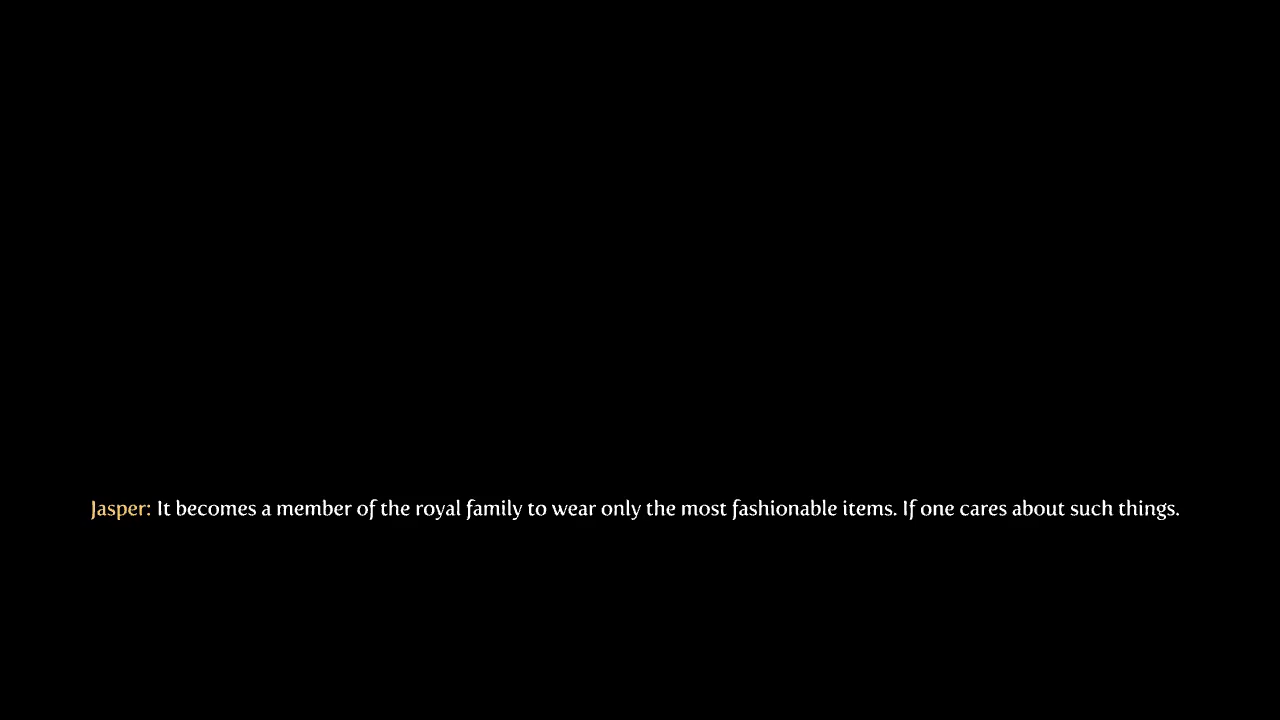 Jasper: It becomes a member of the royal family to wear only the most fashionable items. If one cares about such things.